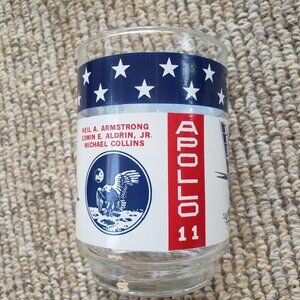 NEIL A. ARMSTRONG
EDWIN E. ALDRIN, JR.
MICHAEL COLLINS
APOLLO
11